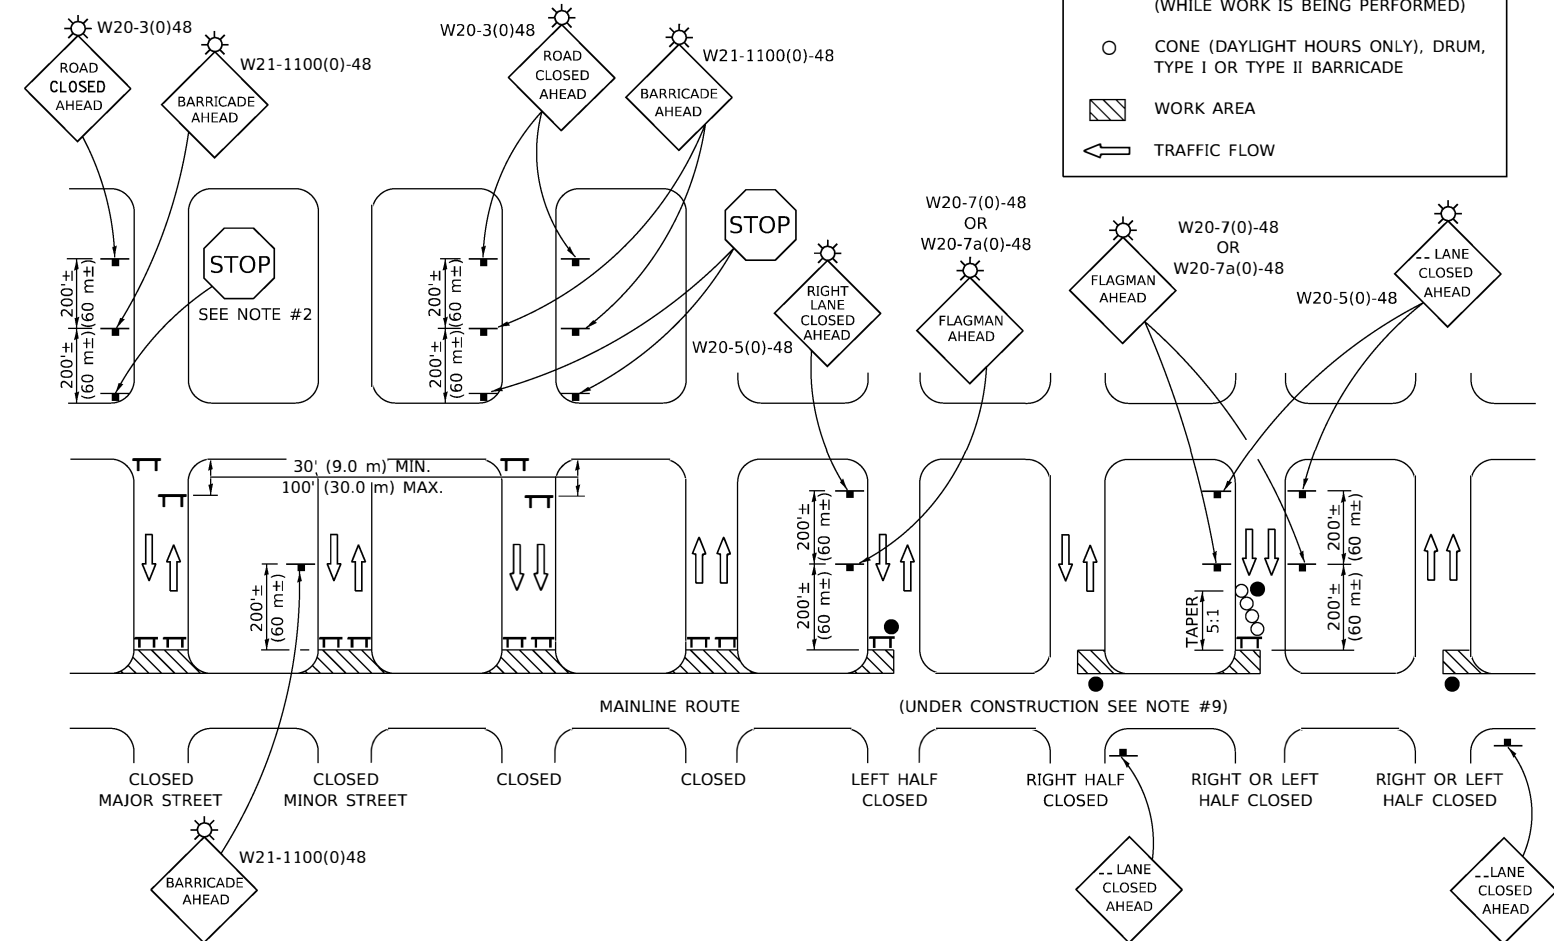 (WHILE WORK IS BEING PERFORMED)
CONE (DAYLIGHT HOURS ONLY), DRUM,
TYPE I OR TYPE II BARRICADE
WORK AREA
TRAFFIC FLOW
W20-3(0)48
ROAD
CLOSED
AHEAD
W21-1100(0)-48
BARRICADE
AHEAD
W20-3(0)48
ROAD
CLOSED
AHEAD
W21-1100(0)-48
BARRICADE
AHEAD
STOP
SEE NOTE #2
STOP
200'±
(60 m±)
200'±
(60 m±)
200'±
(60 m±)
200'±
(60 m±)
W20-5(0)-48
RIGHT
LANE
CLOSED
AHEAD
W20-7(0)-48
OR
W20-7a(0)-48
FLAGMAN
AHEAD
FLAGMAN
AHEAD
W20-7(0)-48
OR
W20-7a(0)-48
W20-5(0)-48
-- LANE
CLOSED
AHEAD
30' (9.0 m) MIN.
100' (30.0 m) MAX.
200'±
(60 m±)
200'±
(60 m±)
200'±
(60 m±)
TAPER
5:1
200'±
(60 m±)
200'±
(60 m±)
MAINLINE ROUTE
(UNDER CONSTRUCTION SEE NOTE #9)
CLOSED
MAJOR STREET
CLOSED
MINOR STREET
CLOSED
CLOSED
LEFT HALF
CLOSED
RIGHT HALF
CLOSED
RIGHT OR LEFT
HALF CLOSED
RIGHT OR LEFT
HALF CLOSED
W21-1100(0)48
BARRICADE
AHEAD
-- LANE
CLOSED
AHEAD
--LANE
CLOSED
AHEAD